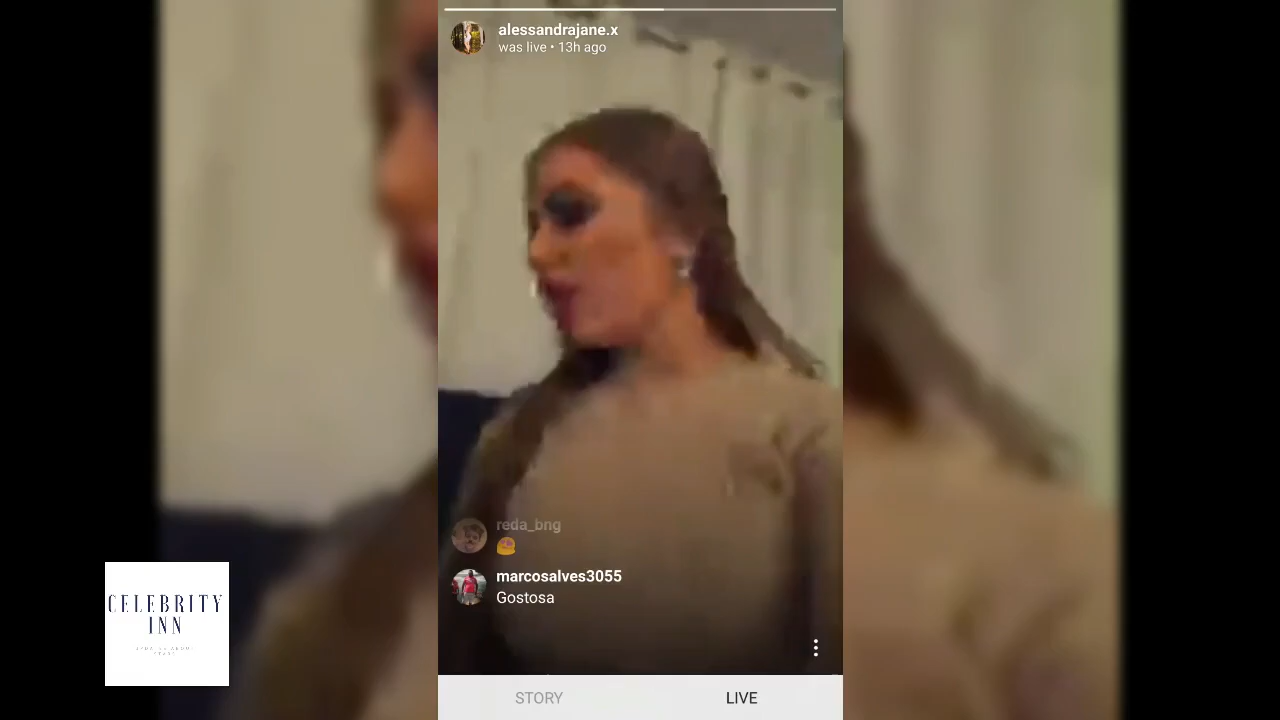 alessandrajane.x
was live • 13h ago
reda_bng
marcosalves3055
Gostosa
STORY
LIVE
CELEBRITY
INN